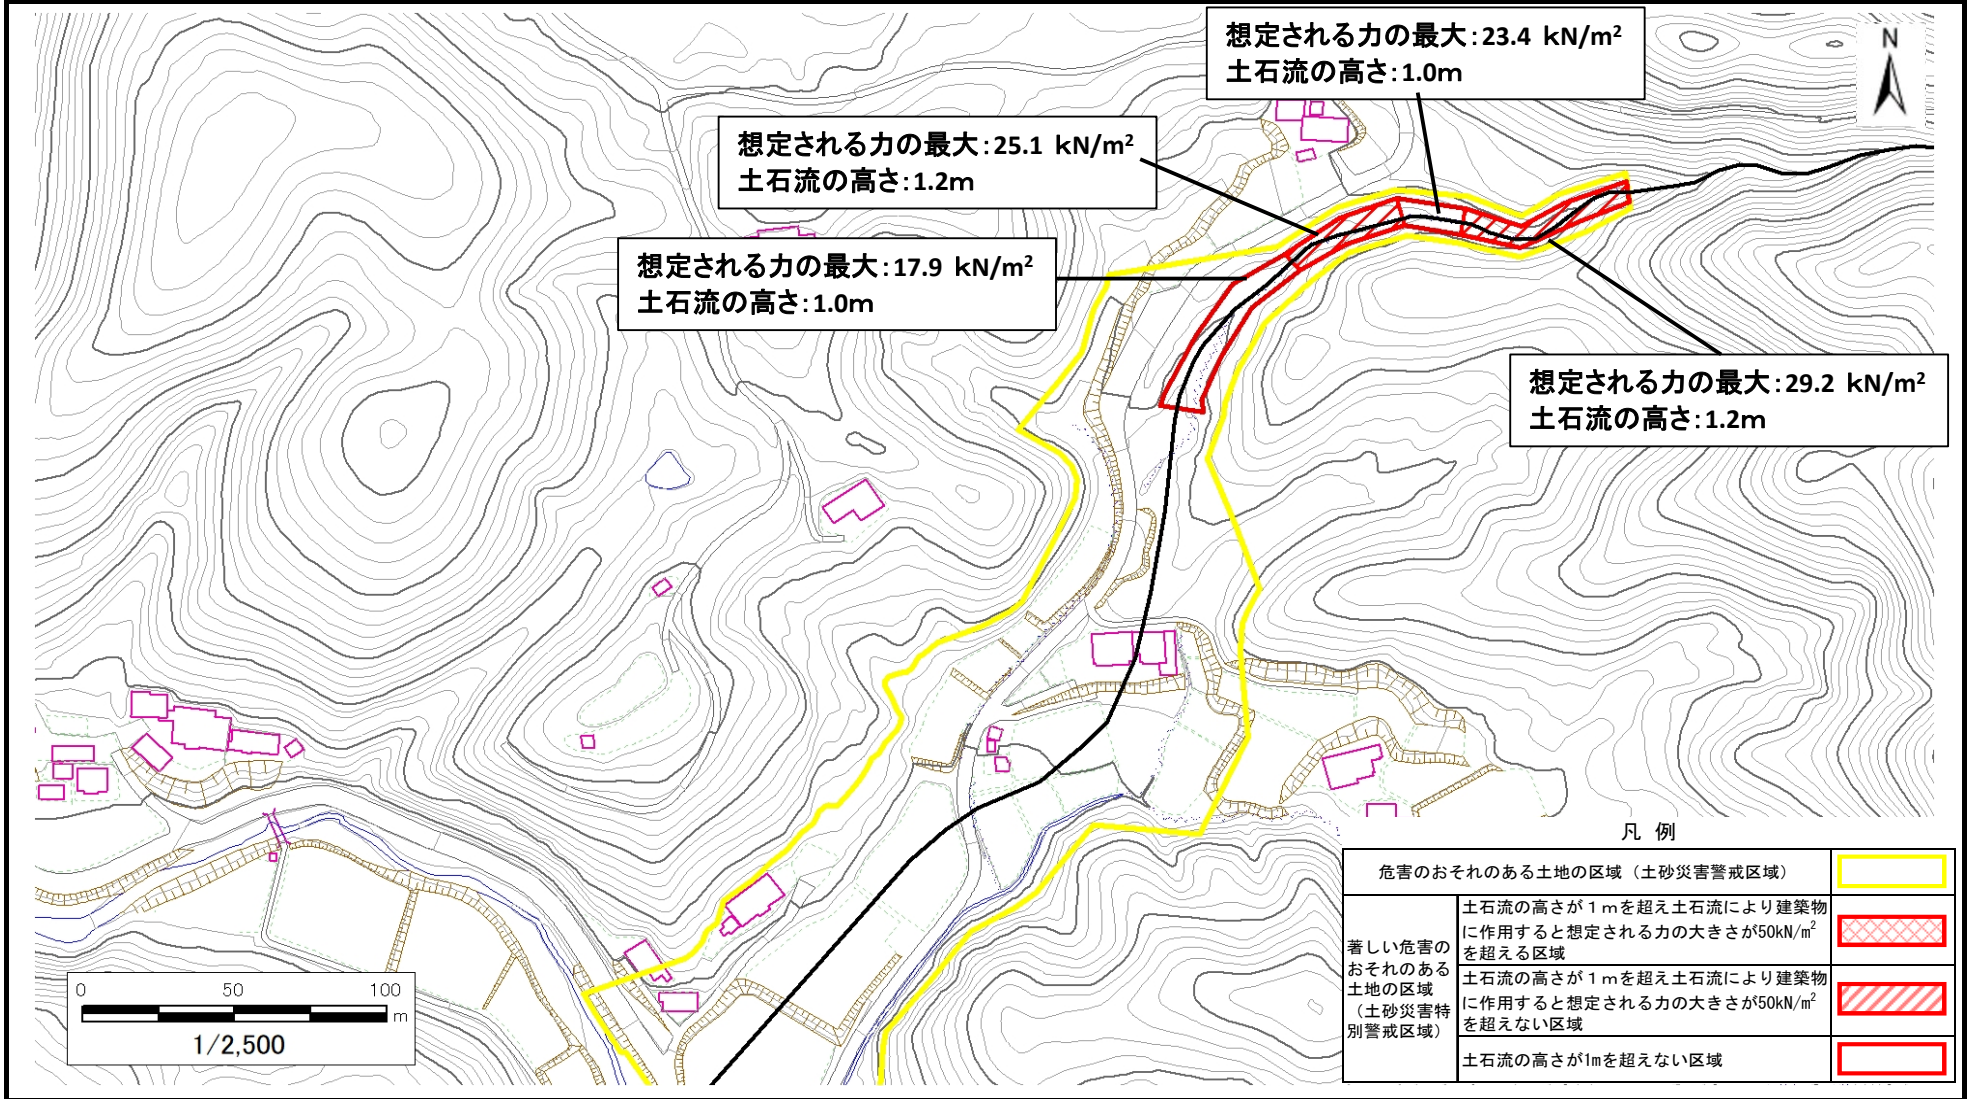 想定される力の最大:23.4 kN/m²
土石流の高さ:1.0m
N
想定される力の最大:25.1 kN/m²
土石流の高さ:1.2m
想定される力の最大:17.9 kN/m²
土石流の高さ:1.0m
想定される力の最大:29.2 kN/m²
土石流の高さ:1.2m
凡 例
危害のおそれのある土地の区域（土砂災害警戒区域）
著しい危害の
おそれのある
土地の区域
（土砂災害特
別警戒区域）
土石流の高さが１ｍを超え土石流により建築物
に作用すると想定される力の大きさが50kN/m²
を超える区域
土石流の高さが１ｍを超え土石流により建築物
に作用すると想定される力の大きさが50kN/m²
を超えない区域
土石流の高さが1mを超えない区域
0 50 100
m
1/2,500